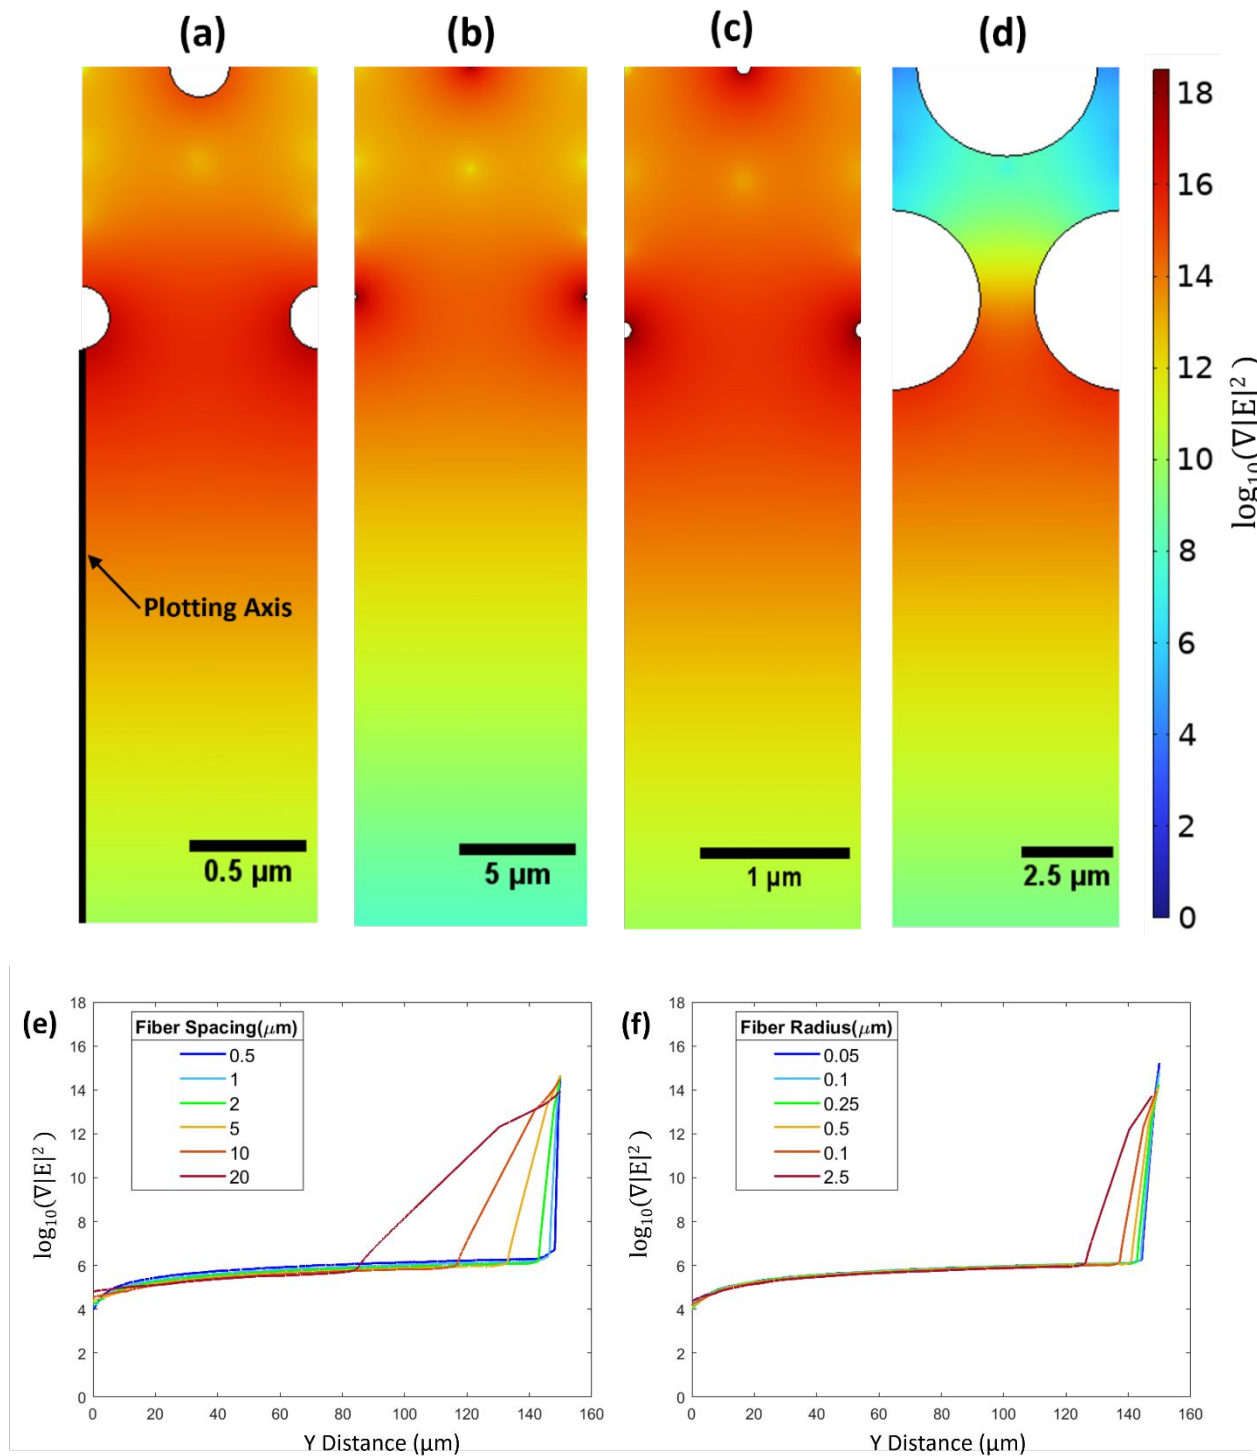 (a)
(b)
(c)
(d)
Plotting Axis
0.5 μm
5 μm
1 μm
2.5 μm
18
16
14
12
10
8
6
4
2
0
log₁₀(∇|E|²)
(e)
18
16
14
12
10
8
6
4
2
0
0 20 40 60 80 100 120 140 160
log₁₀(∇|E|²)
Y Distance (μm)
Fiber Spacing(μm)
0.5
1
2
5
10
20
(f)
18
16
14
12
10
8
6
4
2
0
0 20 40 60 80 100 120 140 160
log₁₀(∇|E|²)
Y Distance (μm)
Fiber Radius(μm)
0.05
0.1
0.25
0.5
0.1
2.5